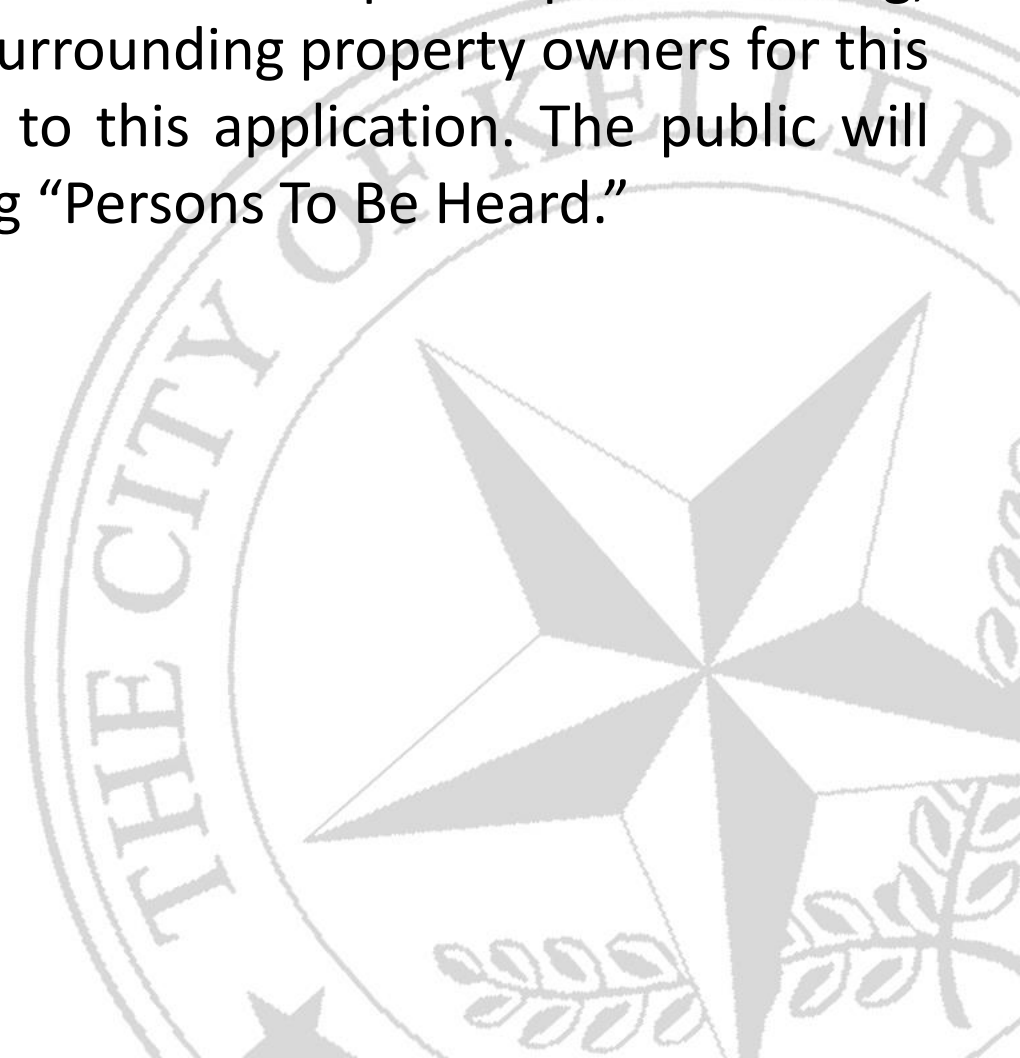 urrounding property owners for this
to this application. The public will
g “Persons To Be Heard.”
THE CITY OF KELLER